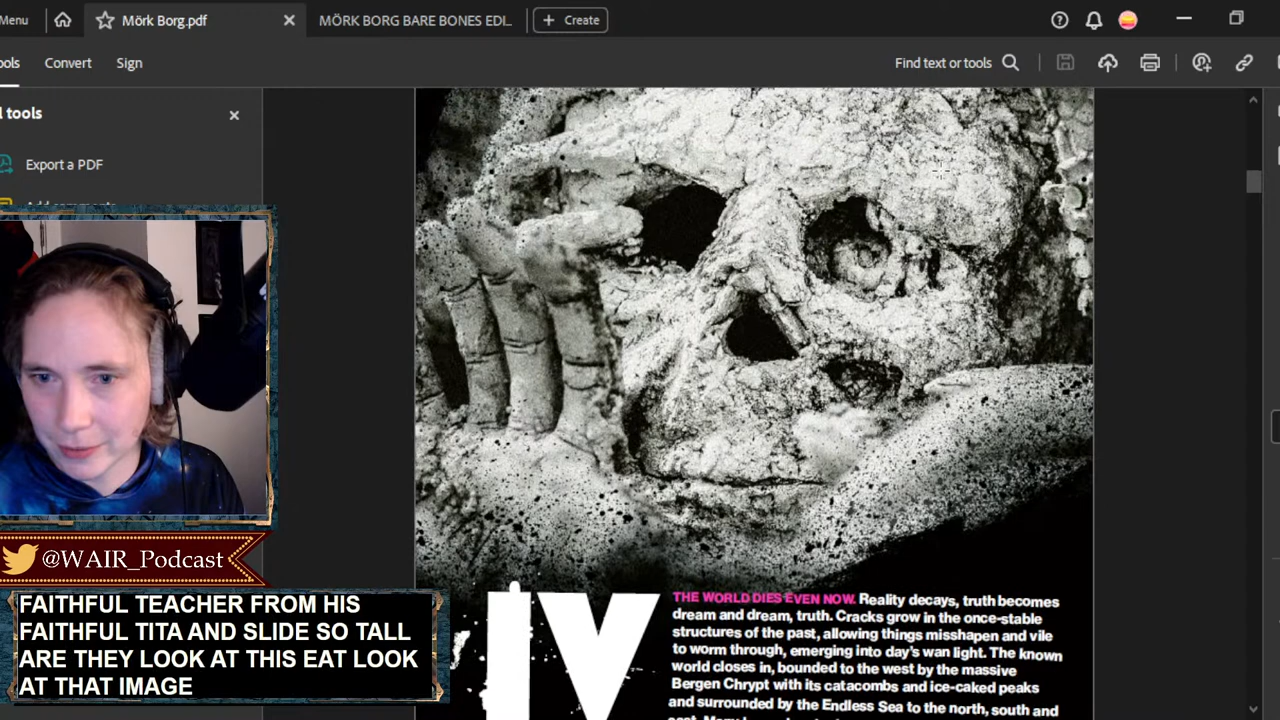 Menu
Mörk Borg.pdf
MÖRK BORG BARE BONES EDI...
Create
ols
Convert
Sign
Find text or tools
l tools
Export a PDF
@WAIR_Podcast
FAITHFUL TEACHER FROM HIS
FAITHFUL TITA AND SLIDE SO TALL
ARE THEY LOOK AT THIS EAT LOOK
AT THAT IMAGE
IV
THE WORLD DIES EVEN NOW. Reality decays, truth becomes
dream and dream, truth. Cracks grow in the once-stable
structures of the past, allowing things misshapen and vile
to worm through, emerging into day's wan light. The known
world closes in, bounded to the west by the massive
Bergen Chrypt with its catacombs and ice-caked peaks
and surrounded by the Endless Sea to the north, south and